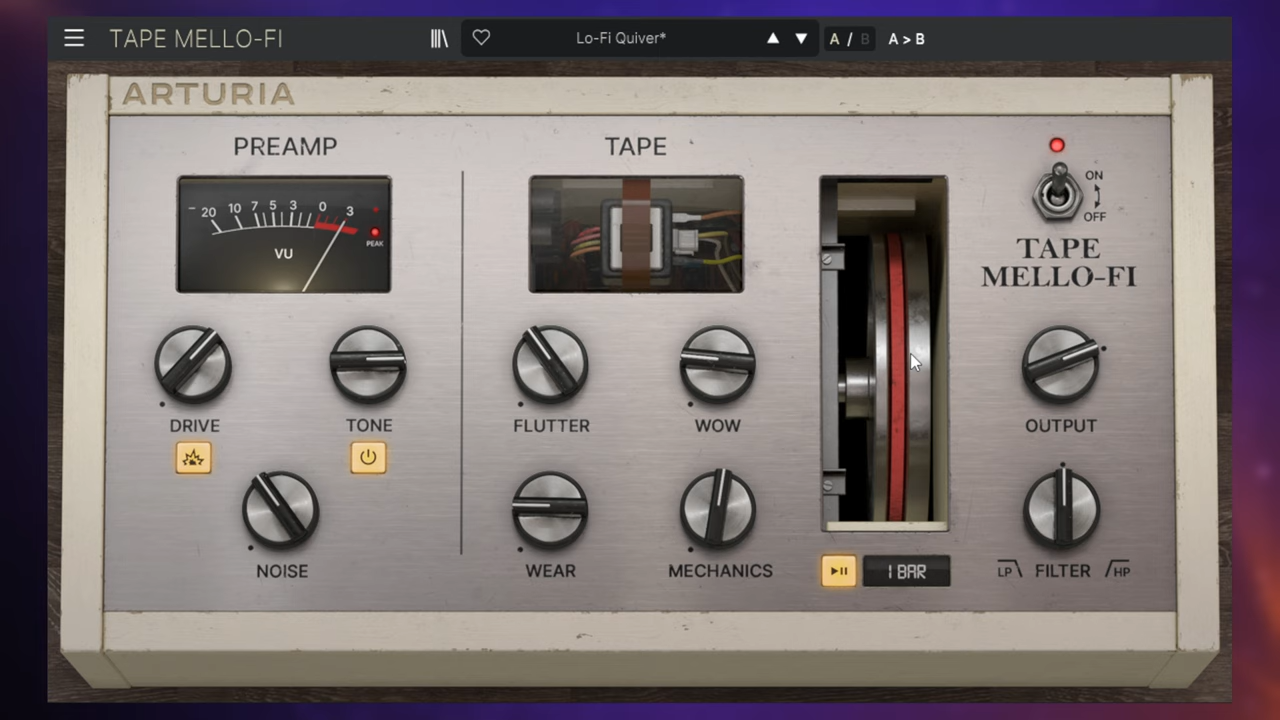 TAPE MELLO-FI
Lo-Fi Quiver*
A / B
A > B
ARTURIA
PREAMP
TAPE
- 20 10 7 5 3 0 3
PEAK
VU
ON
OFF
TAPE
MELLO-FI
DRIVE
TONE
FLUTTER
WOW
OUTPUT
NOISE
WEAR
MECHANICS
1 BAR
LP FILTER HP